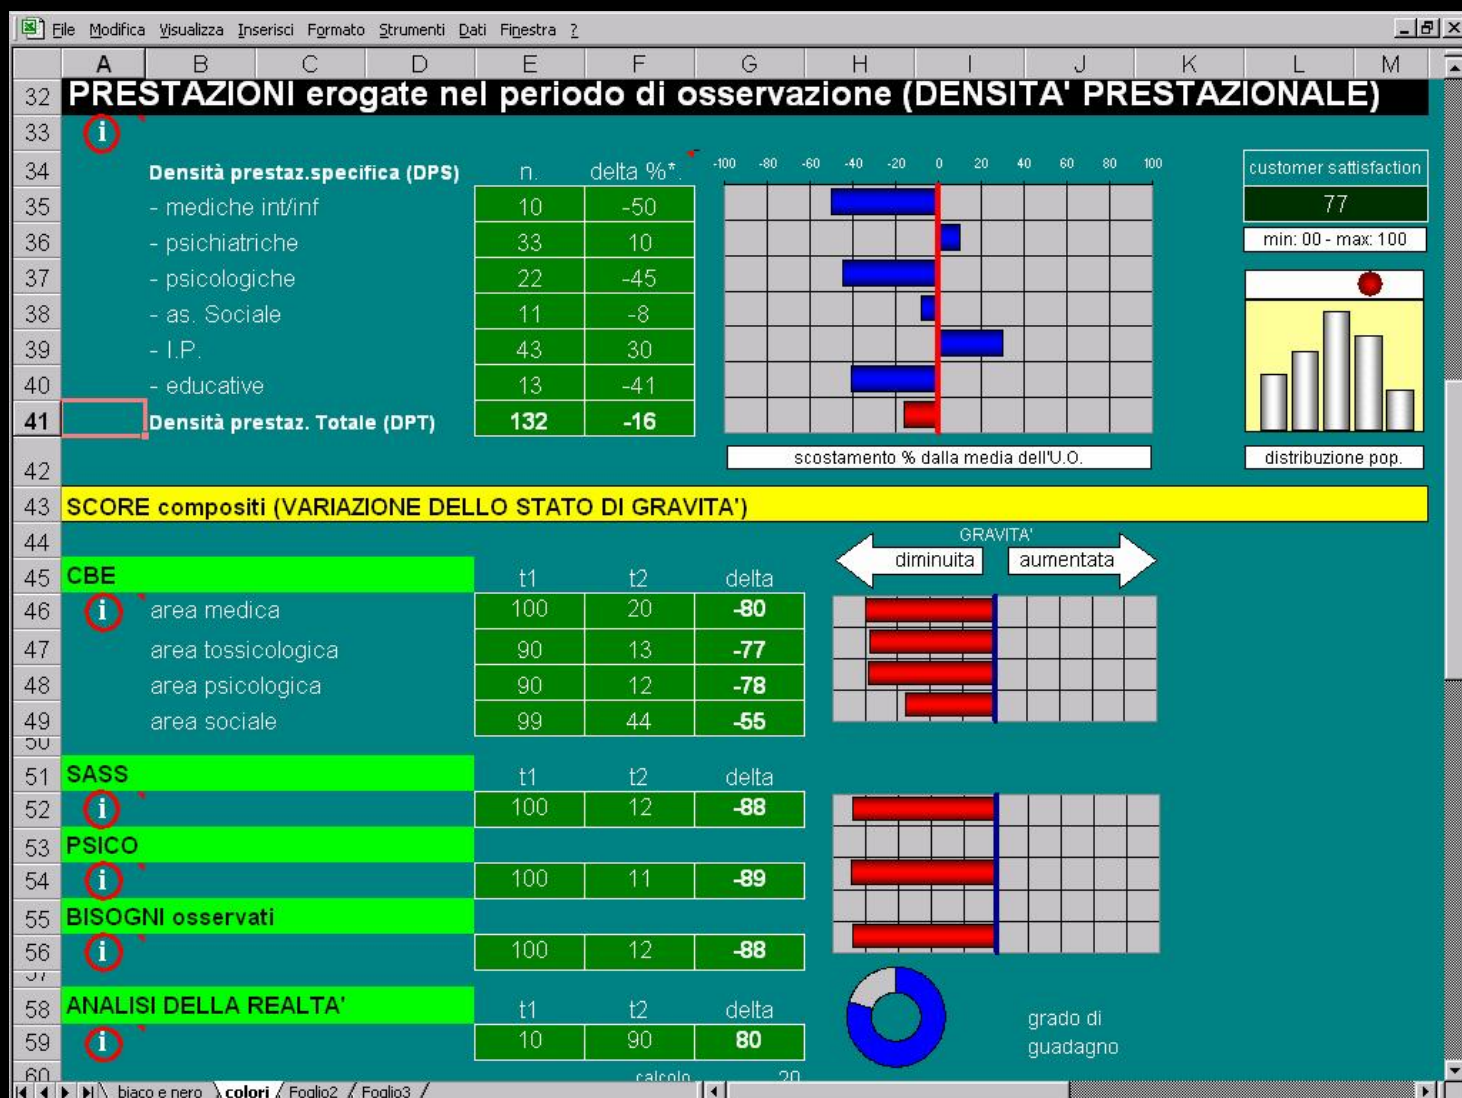 File Modifica Visualizza Inserisci Formato Strumenti Dati Finestra ?
A B C D E F G H I J K L M
32 PRESTAZIONI erogate nel periodo di osservazione (DENSITA' PRESTAZIONALE)
33 i
34 Densità prestaz.specifica (DPS) n. delta %*. -100 -80 -60 -40 -20 0 20 40 60 80 100 customer sattisfaction
35 - mediche int/inf 10 -50 77
36 - psichiatriche 33 10 min: 00 - max: 100
37 - psicologiche 22 -45
38 - as. Sociale 11 -8
39 - I.P. 43 30
40 - educative 13 -41
41 Densità prestaz. Totale (DPT) 132 -16
42 scostamento % dalla media dell'U.O. distribuzione pop.
43 SCORE compositi (VARIAZIONE DELLO STATO DI GRAVITA')
44 GRAVITA'
diminuita aumentata
45 CBE t1 t2 delta
46 i area medica 100 20 -80
47 area tossicologica 90 13 -77
48 area psicologica 90 12 -78
49 area sociale 99 44 -55
50
51 SASS t1 t2 delta
52 i 100 12 -88
53 PSICO
54 i 100 11 -89
55 BISOGNI osservati
56 i 100 12 -88
57
58 ANALISI DELLA REALTA' t1 t2 delta grado di
59 i 10 90 80 guadagno
60 calcolo 20
biaco e nero colori Foglio2 Foglio3